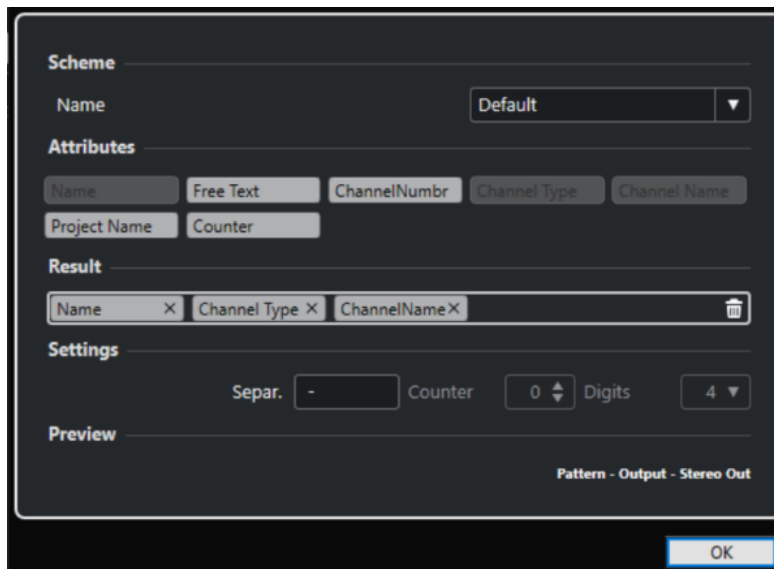 Scheme
Name Default
Attributes
Name Free Text ChannelNumbr Channel Type Channel Name
Project Name Counter
Result
Name × Channel Type × ChannelName×
Settings
Separ. - Counter 0 Digits 4
Preview
Pattern - Output - Stereo Out
OK